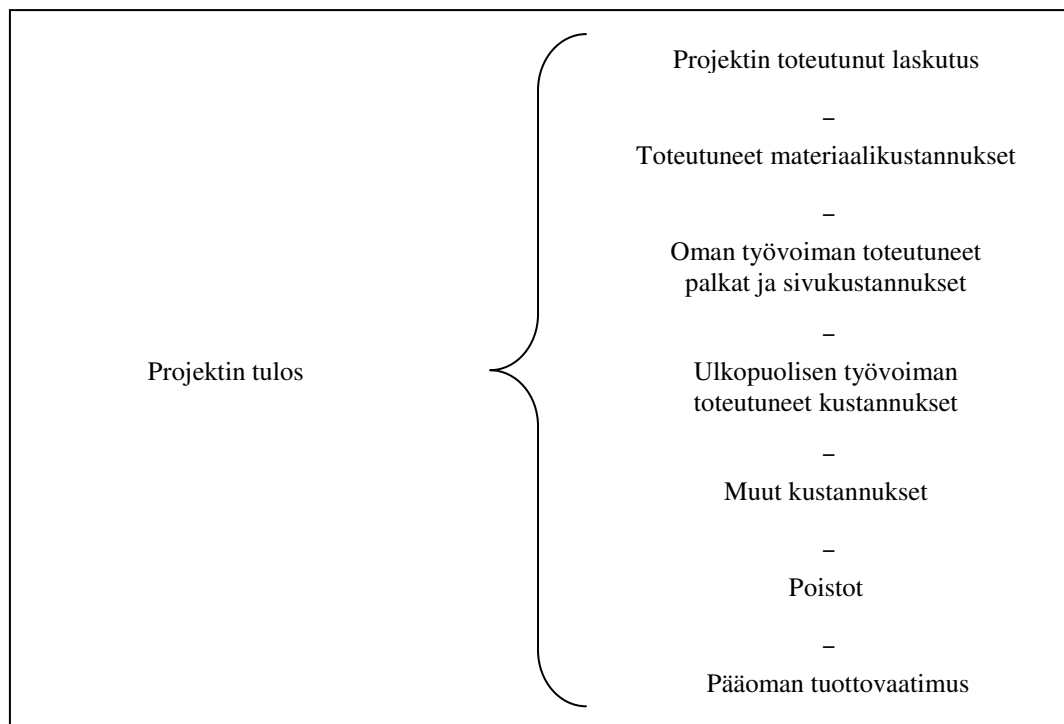 Projektin toteutunut laskutus
–
Toteutuneet materiaalikustannukset
–
Oman työvoiman toteutuneet
palkat ja sivukustannukset
–
Projektin tulos
Ulkopuolisen työvoiman
toteutuneet kustannukset
–
Muut kustannukset
–
Poistot
–
Pääoman tuottovaatimus